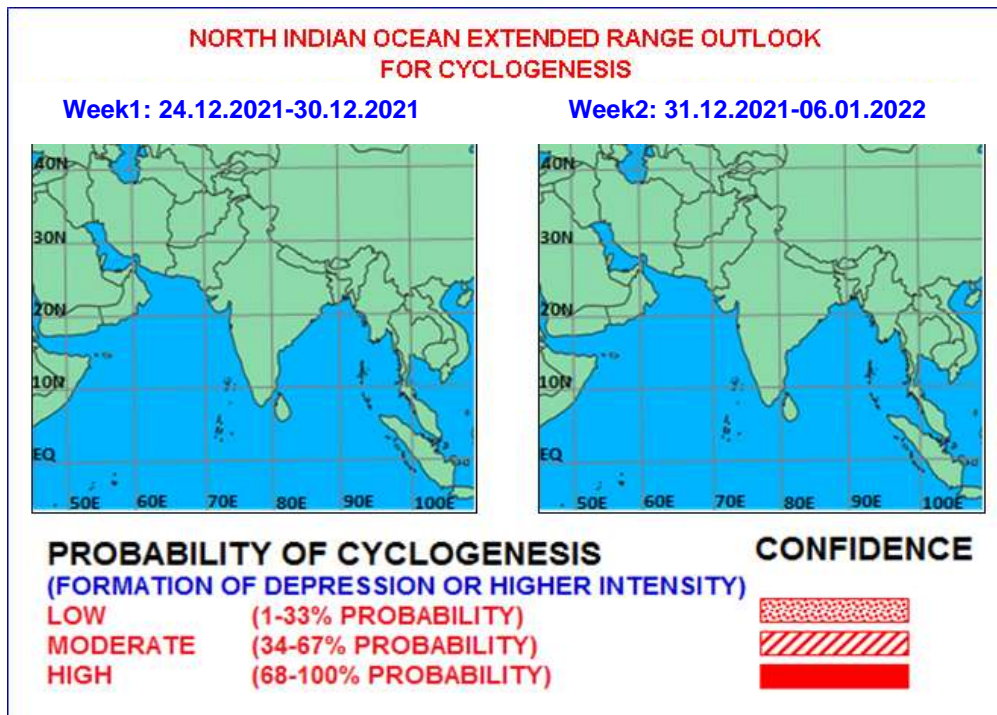 NORTH INDIAN OCEAN EXTENDED RANGE OUTLOOK
FOR CYCLOGENESIS
Week1: 24.12.2021-30.12.2021
Week2: 31.12.2021-06.01.2022
40N
30N
20N
10N
EQ
50E 60E 70E 80E 90E 100E
40N
30N
20N
10N
EQ
50E 60E 70E 80E 90E 100E
PROBABILITY OF CYCLOGENESIS CONFIDENCE
(FORMATION OF DEPRESSION OR HIGHER INTENSITY)
LOW (1-33% PROBABILITY)
MODERATE (34-67% PROBABILITY)
HIGH (68-100% PROBABILITY)